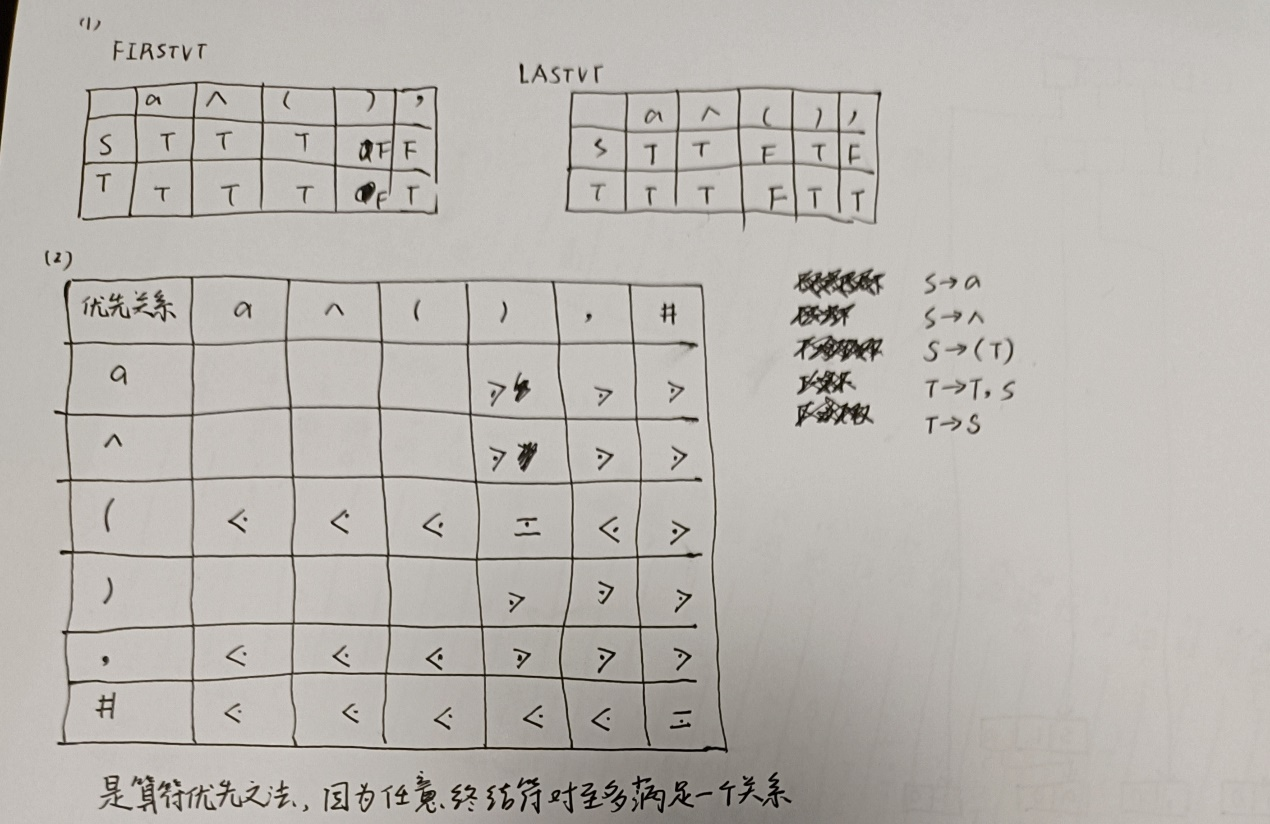 (1)
FIRSTVT
a ∧ ( ) ,
S T T T F F
T T T T F T
LASTVT
a ∧ ( ) ,
S T T F T F
T T T F T T
(2)
优先关系 a ∧ ( ) , #
a ⋗ ⋗ ⋗
∧ ⋗ ⋗ ⋗
( ⋖ ⋖ ⋖ ≐ ⋖ ⋗
) ⋗ ⋗ ⋗
, ⋖ ⋖ ⋖ ⋗ ⋗ ⋗
# ⋖ ⋖ ⋖ ⋖ ⋖ ≐
S→a
S→∧
S→(T)
T→T,S
T→S
是算符优先文法,因为任意终结符对至多满足一个关系